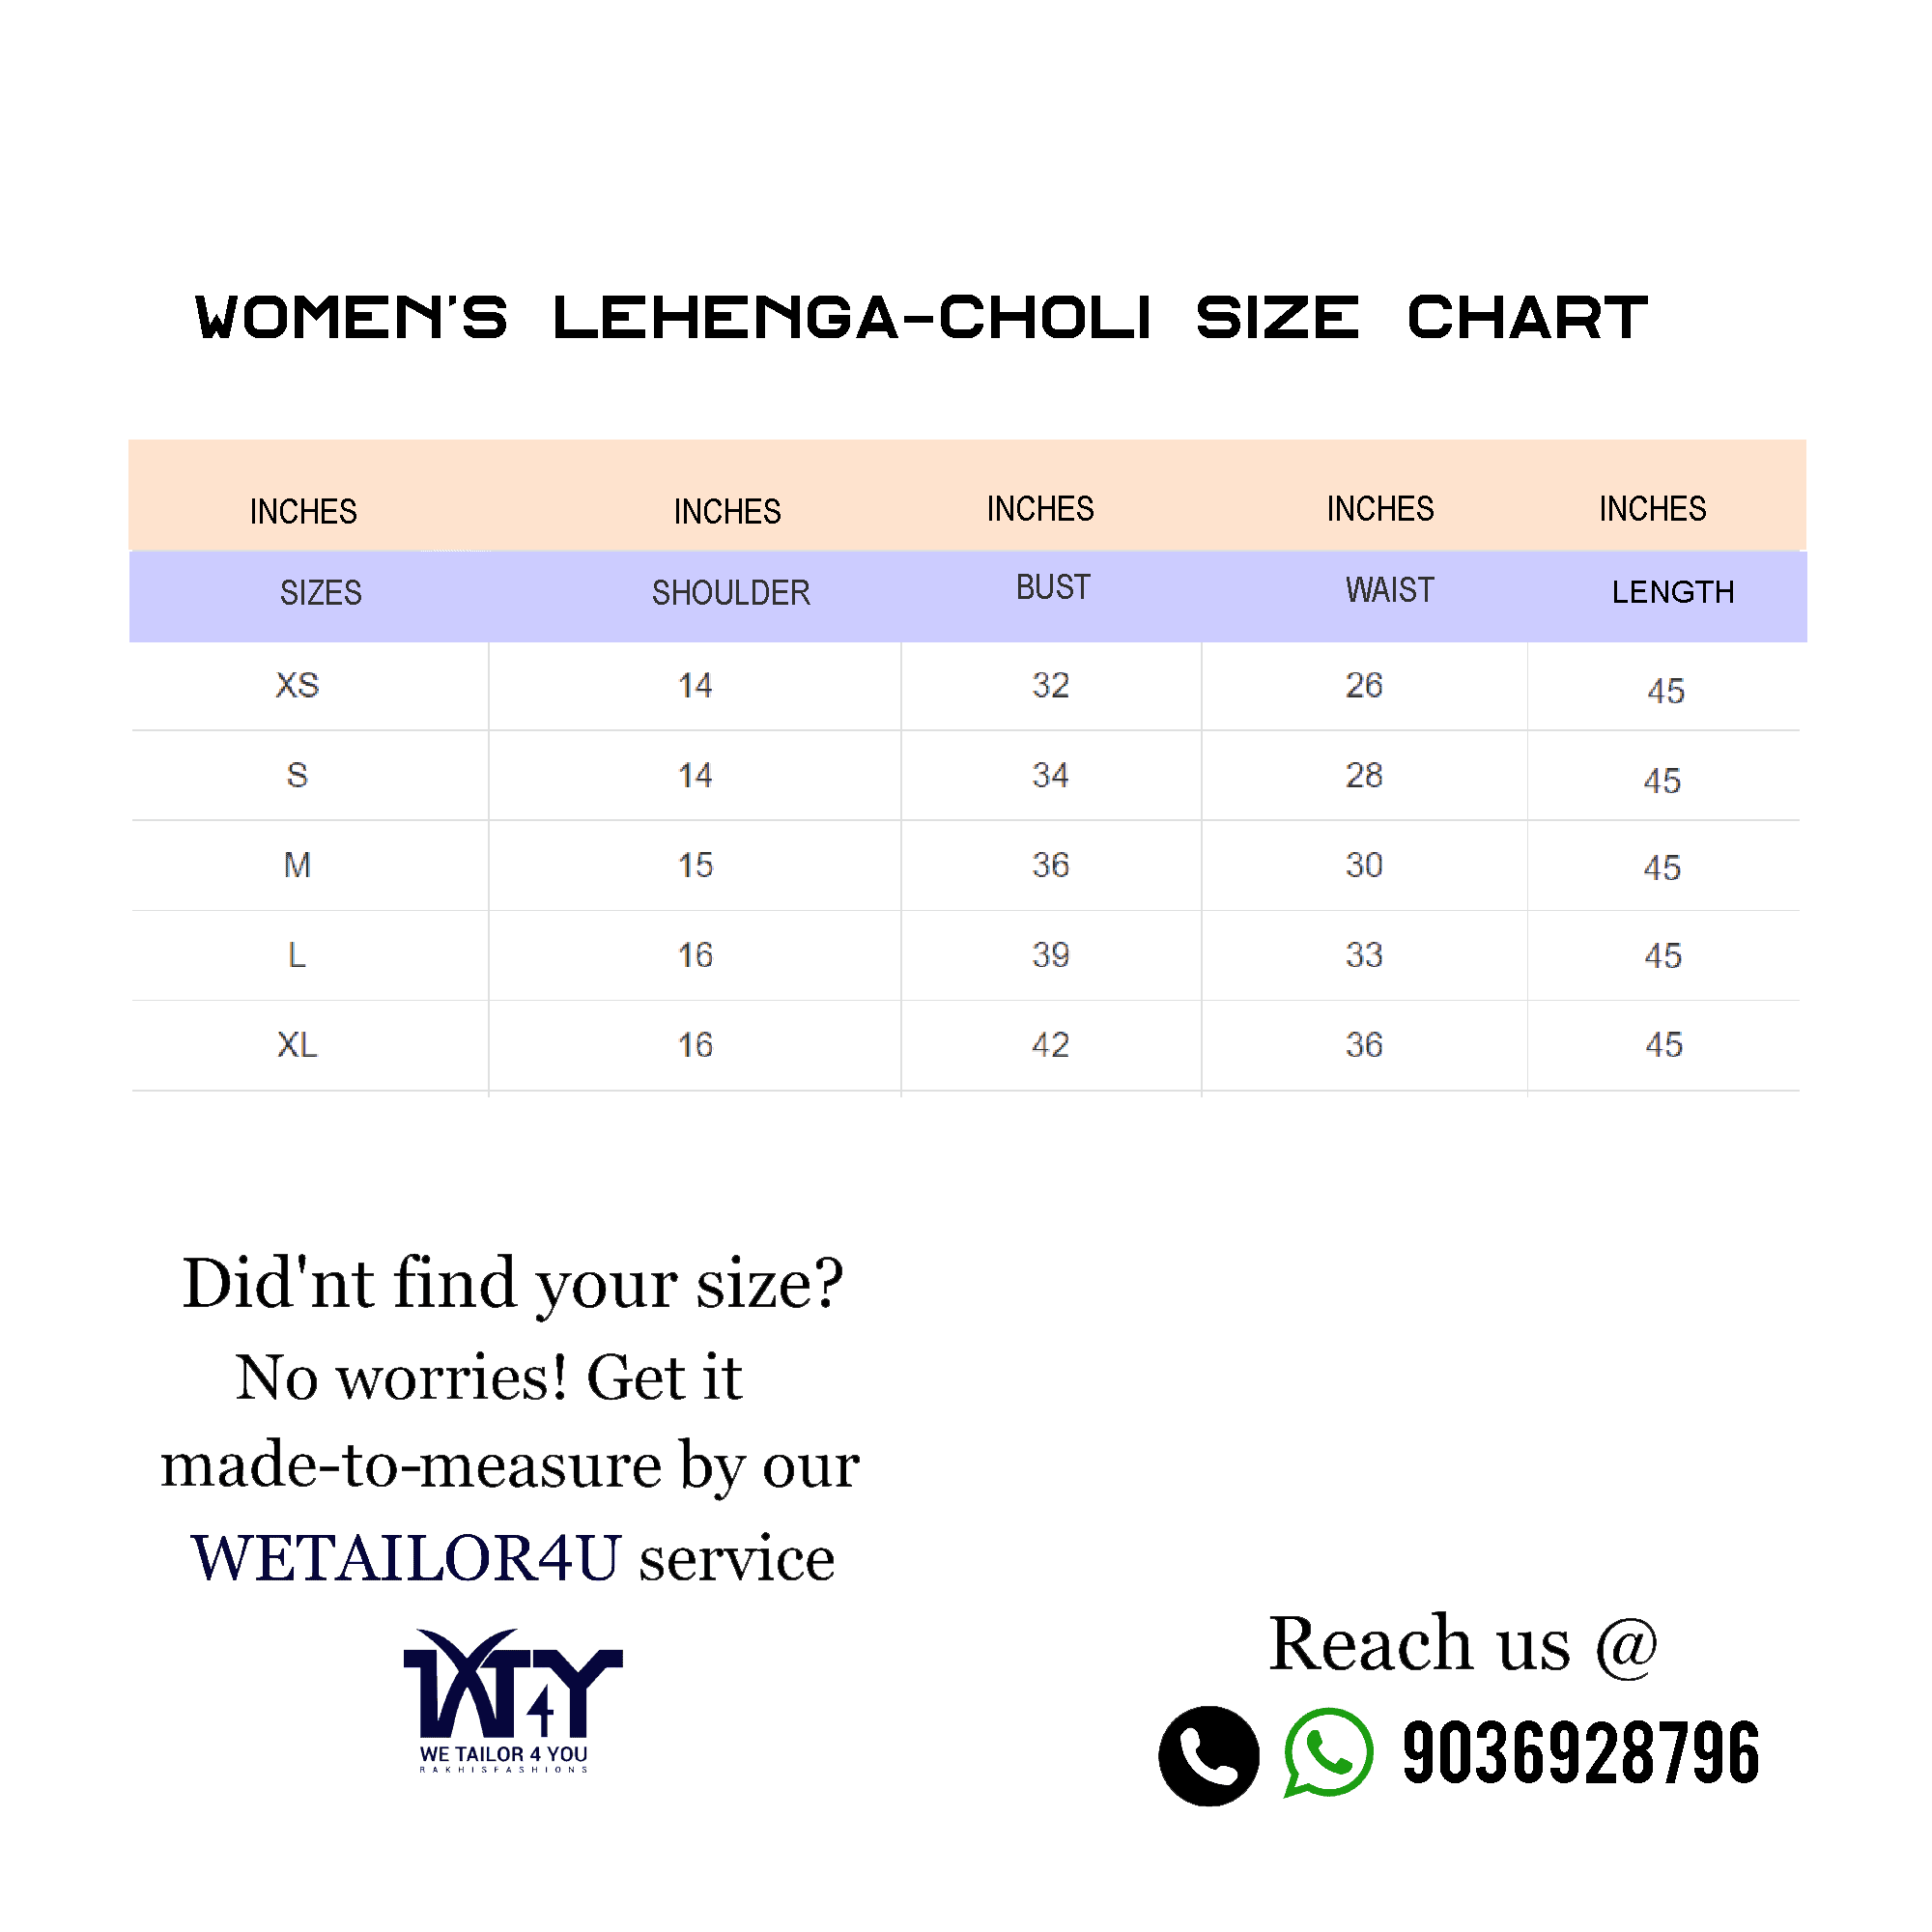 WOMEN'S LEHENGA-CHOLI SIZE CHART
INCHES INCHES INCHES INCHES INCHES
SIZES SHOULDER BUST WAIST LENGTH
XS 14 32 26 45
S 14 34 28 45
M 15 36 30 45
L 16 39 33 45
XL 16 42 36 45
Did'nt find your size?
No worries! Get it
made-to-measure by our
WETAILOR4U service
WT4Y
WE TAILOR 4 YOU
RAKHISFASHIONS
Reach us @
9036928796